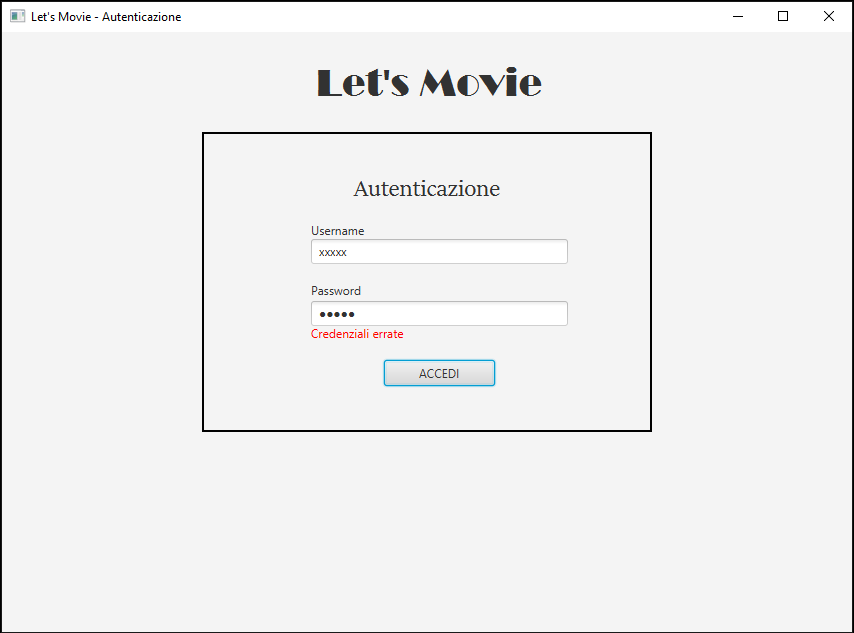 Let's Movie - Autenticazione
Let's Movie
Autenticazione
Username
xxxxx
Password
●●●●●
Credenziali errate
ACCEDI